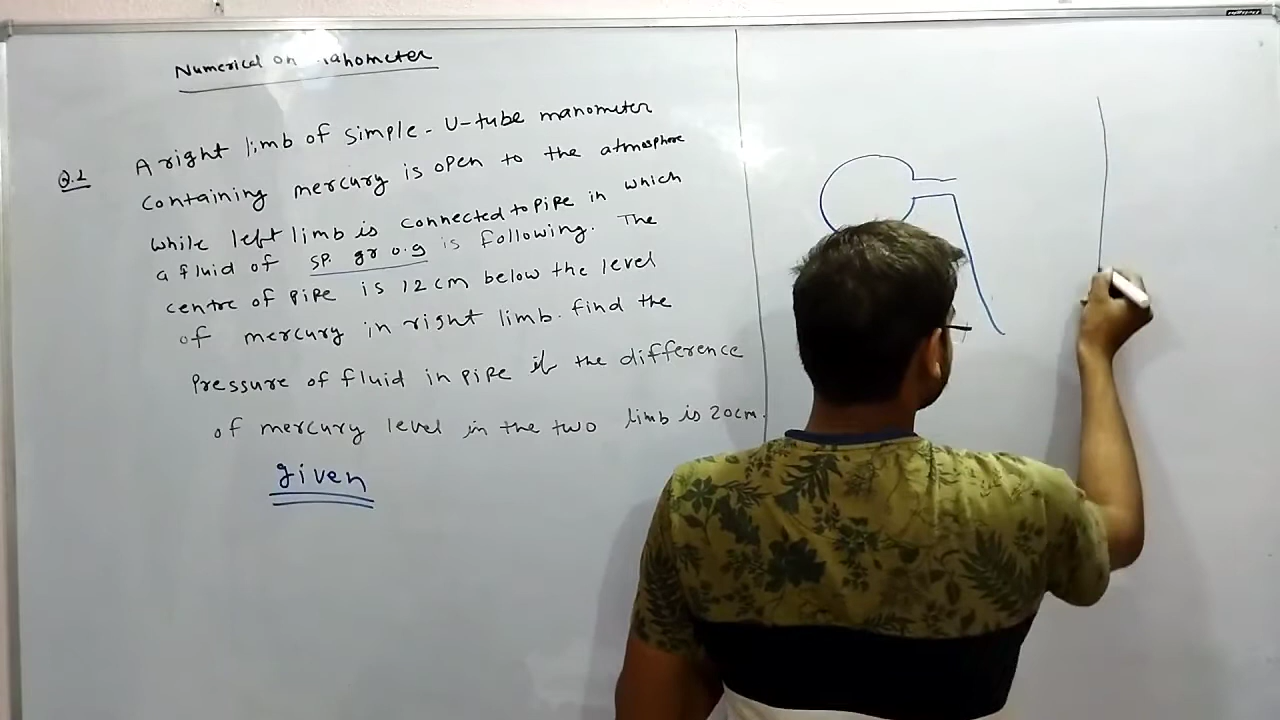 Numerical on manometer
Q.1 A right limb of simple - U-tube manometer
containing mercury is open to the atmosphere
while left limb is connected to pipe in which
a fluid of sp. gr 0.9 is following. The
centre of pipe is 12 cm below the level
of mercury in right limb. find the
Pressure of fluid in pipe if the difference
of mercury level in the two limb is 20cm.
given